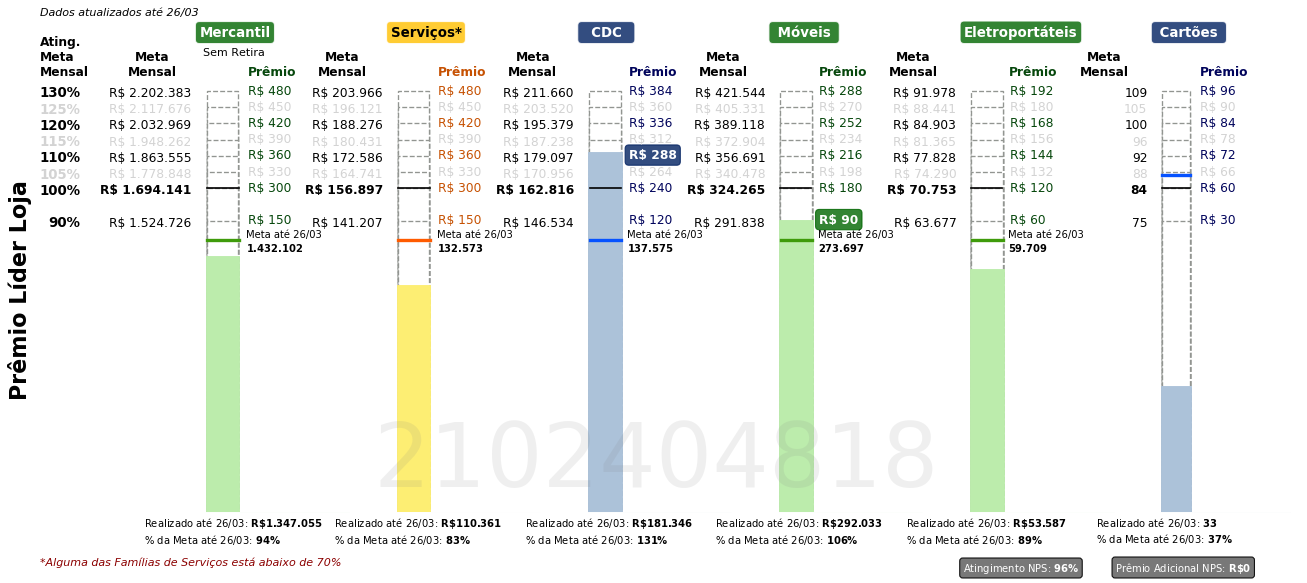 Dados atualizados até 26/03
Mercantil Serviços* CDC Móveis Eletroportáteis Cartões
Sem Retira
Ating. Meta Mensal Meta Mensal Prêmio Meta Mensal Prêmio Meta Mensal Prêmio Meta Mensal Prêmio Meta Mensal Prêmio Meta Mensal Prêmio
130% R$ 2.202.383 R$ 480 R$ 203.966 R$ 480 R$ 211.660 R$ 384 R$ 421.544 R$ 288 R$ 91.978 R$ 192 109 R$ 96
125% R$ 2.117.676 R$ 450 R$ 196.121 R$ 450 R$ 203.520 R$ 360 R$ 405.331 R$ 270 R$ 88.441 R$ 180 105 R$ 90
120% R$ 2.032.969 R$ 420 R$ 188.276 R$ 420 R$ 195.379 R$ 336 R$ 389.118 R$ 252 R$ 84.903 R$ 168 100 R$ 84
115% R$ 1.948.262 R$ 390 R$ 180.431 R$ 390 R$ 187.238 R$ 312 R$ 372.904 R$ 234 R$ 81.365 R$ 156 96 R$ 78
110% R$ 1.863.555 R$ 360 R$ 172.586 R$ 360 R$ 179.097 R$ 288 R$ 356.691 R$ 216 R$ 77.828 R$ 144 92 R$ 72
105% R$ 1.778.848 R$ 330 R$ 164.741 R$ 330 R$ 170.956 R$ 264 R$ 340.478 R$ 198 R$ 74.290 R$ 132 88 R$ 66
100% R$ 1.694.141 R$ 300 R$ 156.897 R$ 300 R$ 162.816 R$ 240 R$ 324.265 R$ 180 R$ 70.753 R$ 120 84 R$ 60
90% R$ 1.524.726 R$ 150 R$ 141.207 R$ 150 R$ 146.534 R$ 120 R$ 291.838 R$ 90 R$ 63.677 R$ 60 75 R$ 30
Meta até 26/03 Meta até 26/03 Meta até 26/03 Meta até 26/03 Meta até 26/03
1.432.102 132.573 137.575 273.697 59.709
Prêmio Líder Loja
2102404818
Realizado até 26/03: R$1.347.055 Realizado até 26/03: R$110.361 Realizado até 26/03: R$181.346 Realizado até 26/03: R$292.033 Realizado até 26/03: R$53.587 Realizado até 26/03: 33
% da Meta até 26/03: 94% % da Meta até 26/03: 83% % da Meta até 26/03: 131% % da Meta até 26/03: 106% % da Meta até 26/03: 89% % da Meta até 26/03: 37%
*Alguma das Famílias de Serviços está abaixo de 70% Atingimento NPS: 96% Prêmio Adicional NPS: R$0